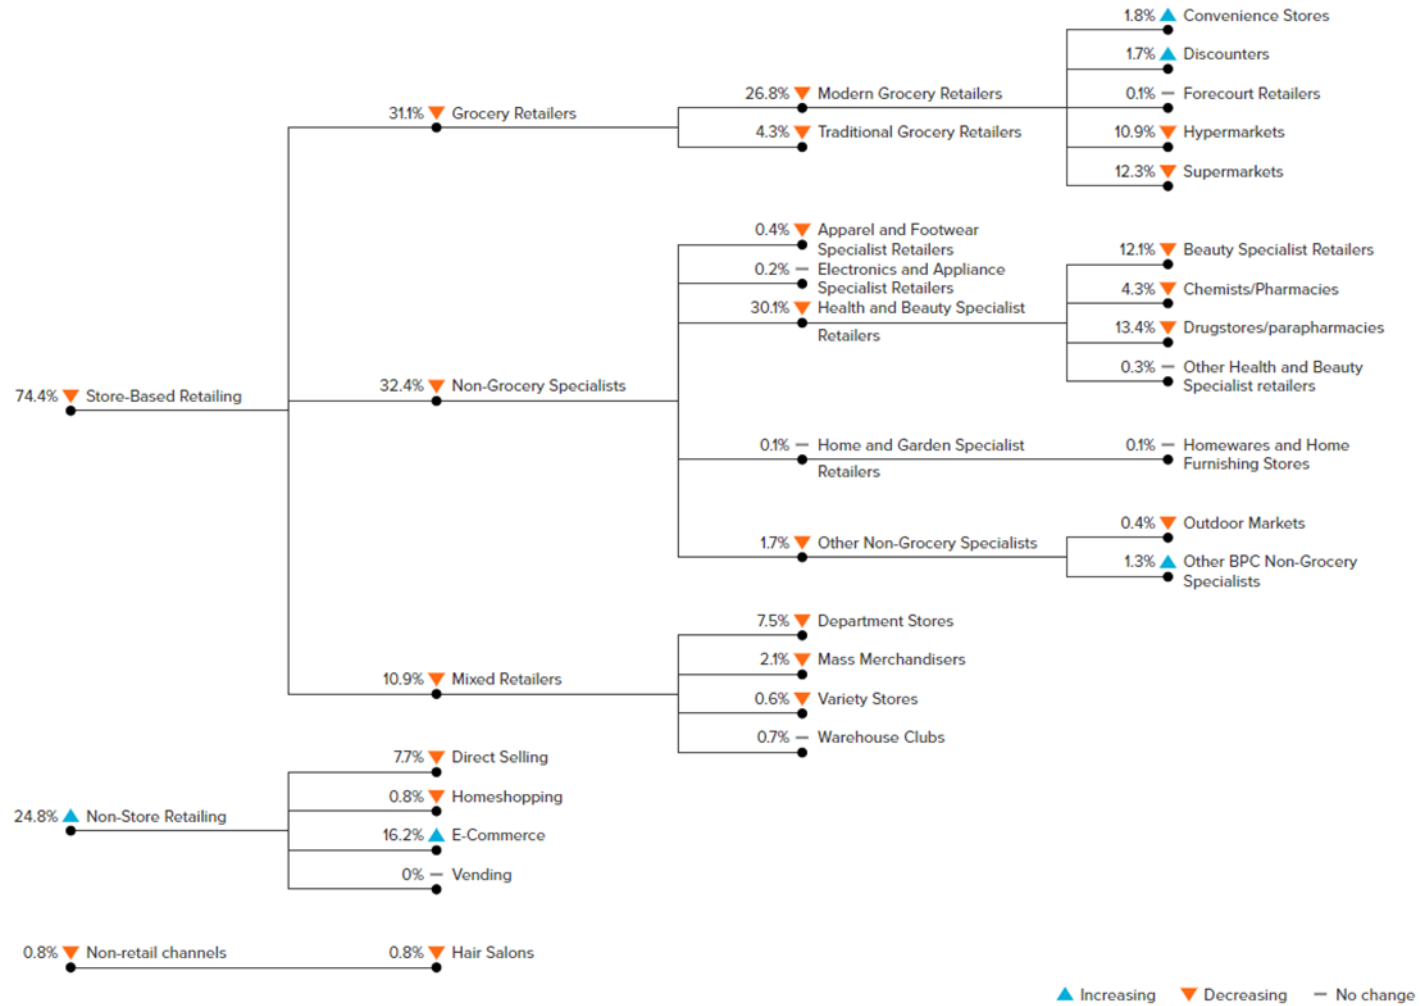 1.8% Convenience Stores
1.7% Discounters
26.8% Modern Grocery Retailers
0.1% Forecourt Retailers
31.1% Grocery Retailers
4.3% Traditional Grocery Retailers
10.9% Hypermarkets
12.3% Supermarkets
0.4% Apparel and Footwear
Specialist Retailers
12.1% Beauty Specialist Retailers
0.2% Electronics and Appliance
Specialist Retailers
4.3% Chemists/Pharmacies
30.1% Health and Beauty Specialist
Retailers
13.4% Drugstores/parapharmacies
0.3% Other Health and Beauty
Specialist retailers
74.4% Store-Based Retailing
32.4% Non-Grocery Specialists
0.1% Home and Garden Specialist
Retailers
0.1% Homewares and Home
Furnishing Stores
0.4% Outdoor Markets
1.7% Other Non-Grocery Specialists
1.3% Other BPC Non-Grocery
Specialists
7.5% Department Stores
10.9% Mixed Retailers
2.1% Mass Merchandisers
0.6% Variety Stores
0.7% Warehouse Clubs
7.7% Direct Selling
0.8% Homeshopping
24.8% Non-Store Retailing
16.2% E-Commerce
0% Vending
0.8% Non-retail channels
0.8% Hair Salons
Increasing Decreasing No change